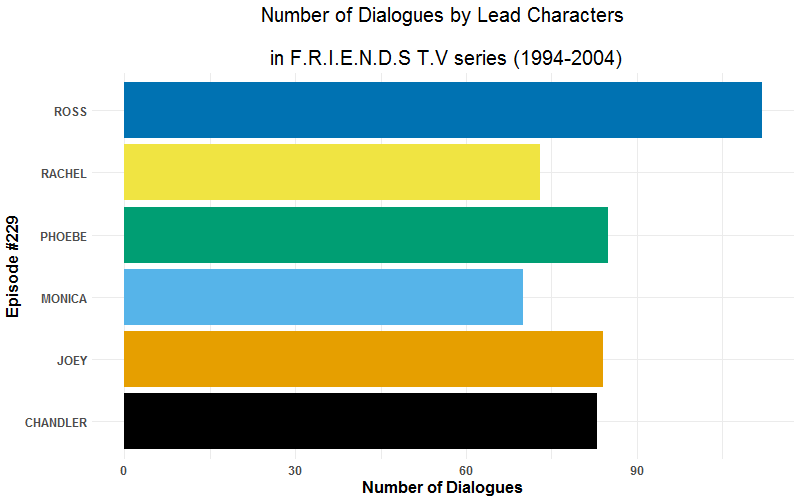 Number of Dialogues by Lead Characters
in F.R.I.E.N.D.S T.V series (1994-2004)
Episode #229
ROSS
RACHEL
PHOEBE
MONICA
JOEY
CHANDLER
0 30 60 90
Number of Dialogues